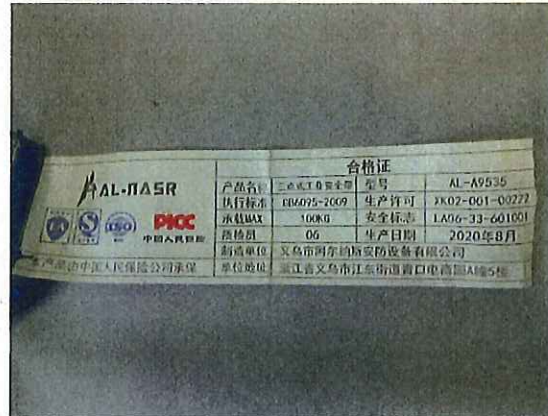 合格证
AL-NASR
产品名称 三点式工业安全带 型号 AL-A9535
执行标准 GB6095-2009 生产许可 XK02-001-00222
承载MAX 100KG 安全标志 LA06-33-601001
ISO
PICC
中国人民保险
质检员 06 生产日期 2020年8月
制造单位 义乌市阿尔纳斯安防设备有限公司
产品由中国人民保险公司承保
单位地址 浙江省义乌市江东街道青口电商园A幢5楼